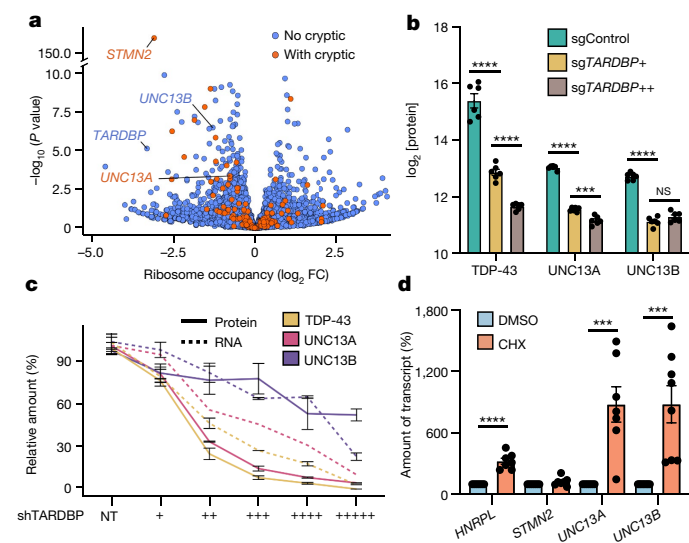 a
150.0
10.0
7.5
5.0
2.5
0
–log10 (P value)
STMN2
UNC13B
TARDBP
UNC13A
No cryptic
With cryptic
–5.0
–2.5
0
2.5
Ribosome occupancy (log2 FC)
b
18
16
14
12
10
log2 [protein]
sgControl
sgTARDBP+
sgTARDBP++
****
****
****
***
****
NS
TDP-43
UNC13A
UNC13B
c
Protein
RNA
TDP-43
UNC13A
UNC13B
90
60
30
0
Relative amount (%)
shTARDBP NT + ++ +++ ++++ +++++
d
1,800
1,200
600
0
Amount of transcript (%)
DMSO
CHX
****
***
***
HNRPL
STMN2
UNC13A
UNC13B